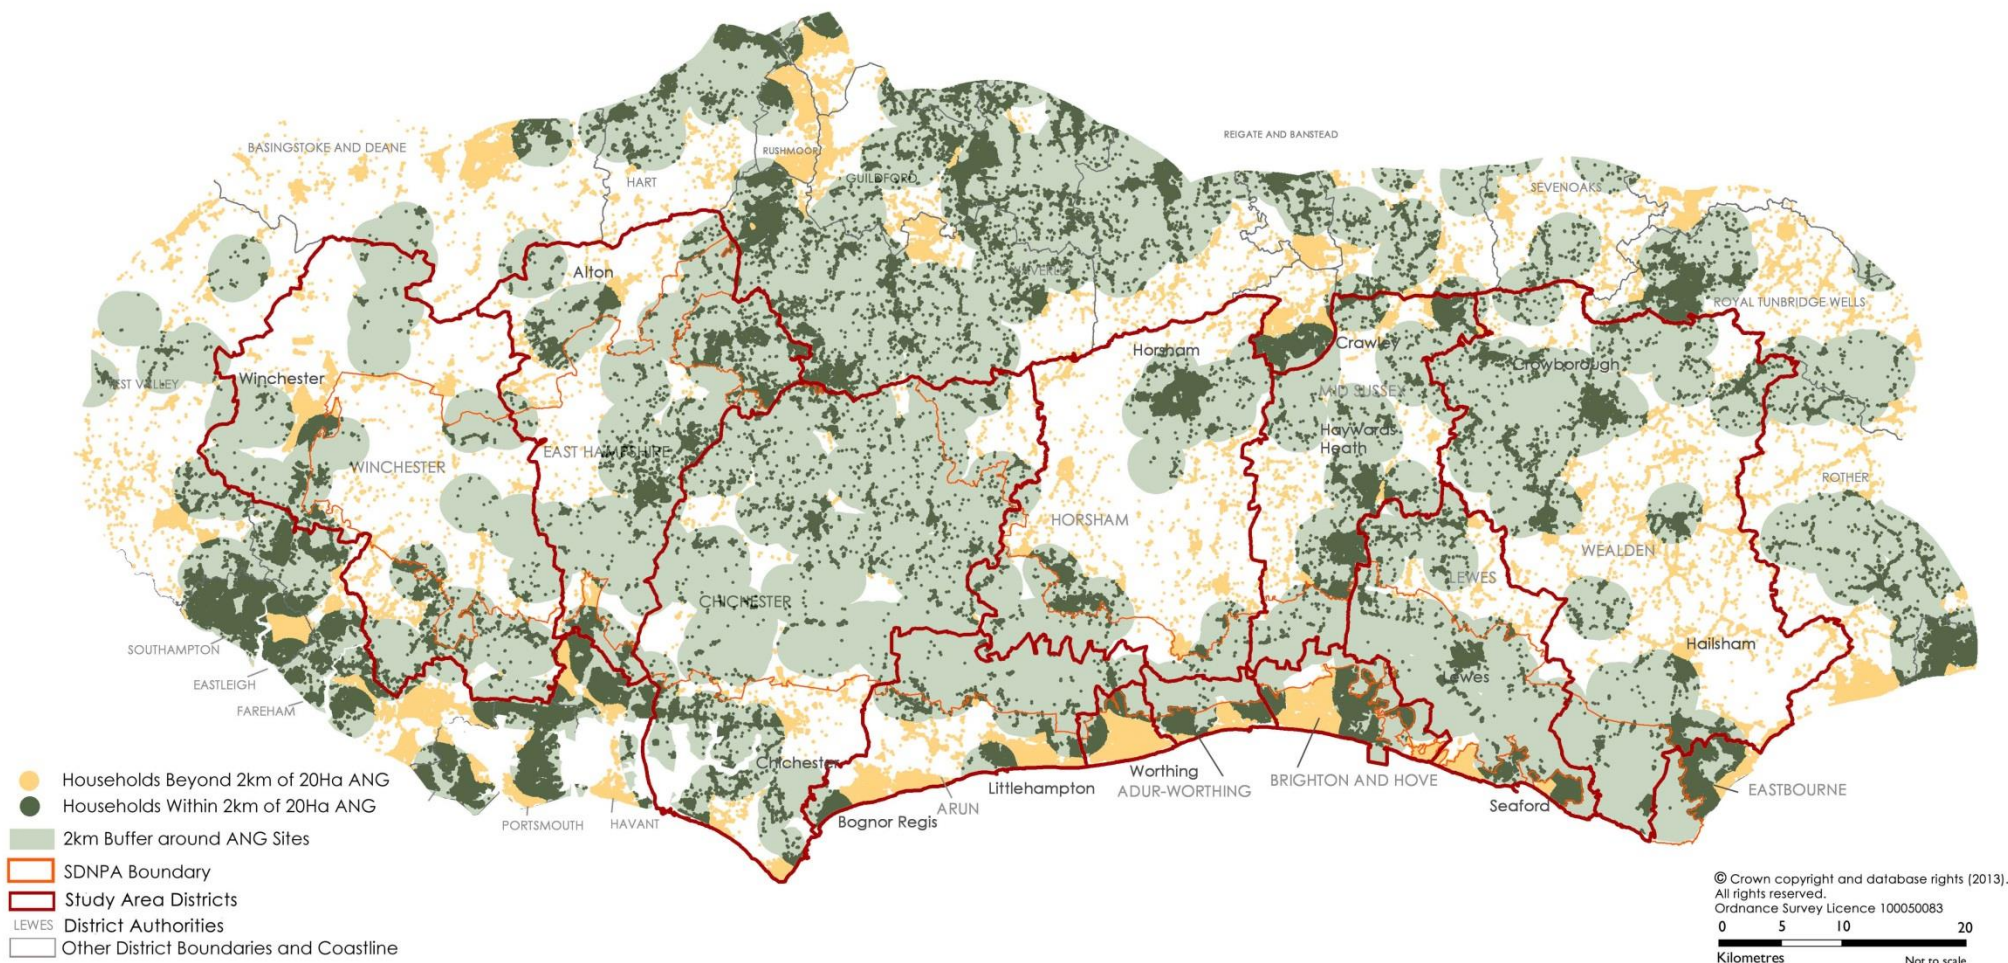 REIGATE AND BANSTEAD
BASINGSTOKE AND DEANE
RUSHMOOR
HART
GUILDFORD
SEVENOAKS
Alton
WAVERLEY
ROYAL TUNBRIDGE WELLS
Horsham
Crawley
Crowborough
Winchester
TEST VALLEY
MID SUSSEX
Haywards
Heath
EAST HAMPSHIRE
WINCHESTER
ROTHER
HORSHAM
WEALDEN
LEWES
CHICHESTER
SOUTHAMPTON
Hailsham
EASTLEIGH
Lewes
FAREHAM
Chichester
Worthing
ADUR-WORTHING
BRIGHTON AND HOVE
Littlehampton
EASTBOURNE
ARUN
Seaford
Bognor Regis
PORTSMOUTH
HAVANT
Households Beyond 2km of 20Ha ANG
Households Within 2km of 20Ha ANG
2km Buffer around ANG Sites
SDNPA Boundary
Study Area Districts
LEWES District Authorities
Other District Boundaries and Coastline
© Crown copyright and database rights (2013).
All rights reserved.
Ordnance Survey Licence 100050083
0 5 10 20
Kilometres
Not to scale